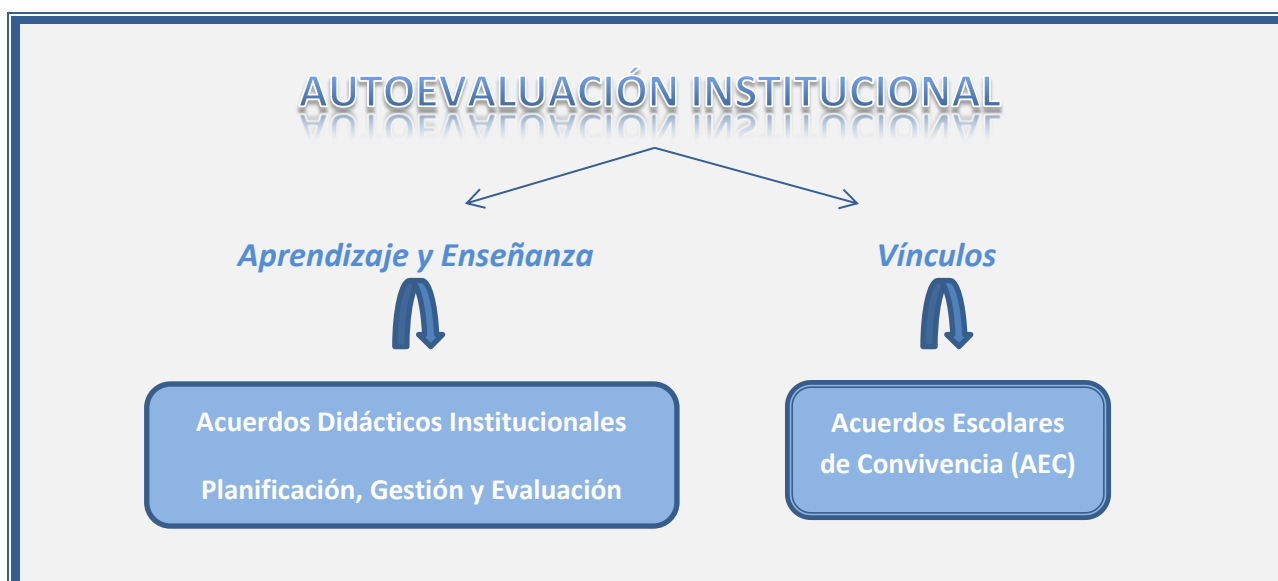 AUTOEVALUACIÓN INSTITUCIONAL
Aprendizaje y Enseñanza
Vínculos
Acuerdos Didácticos Institucionales
Planificación, Gestión y Evaluación
Acuerdos Escolares
de Convivencia (AEC)